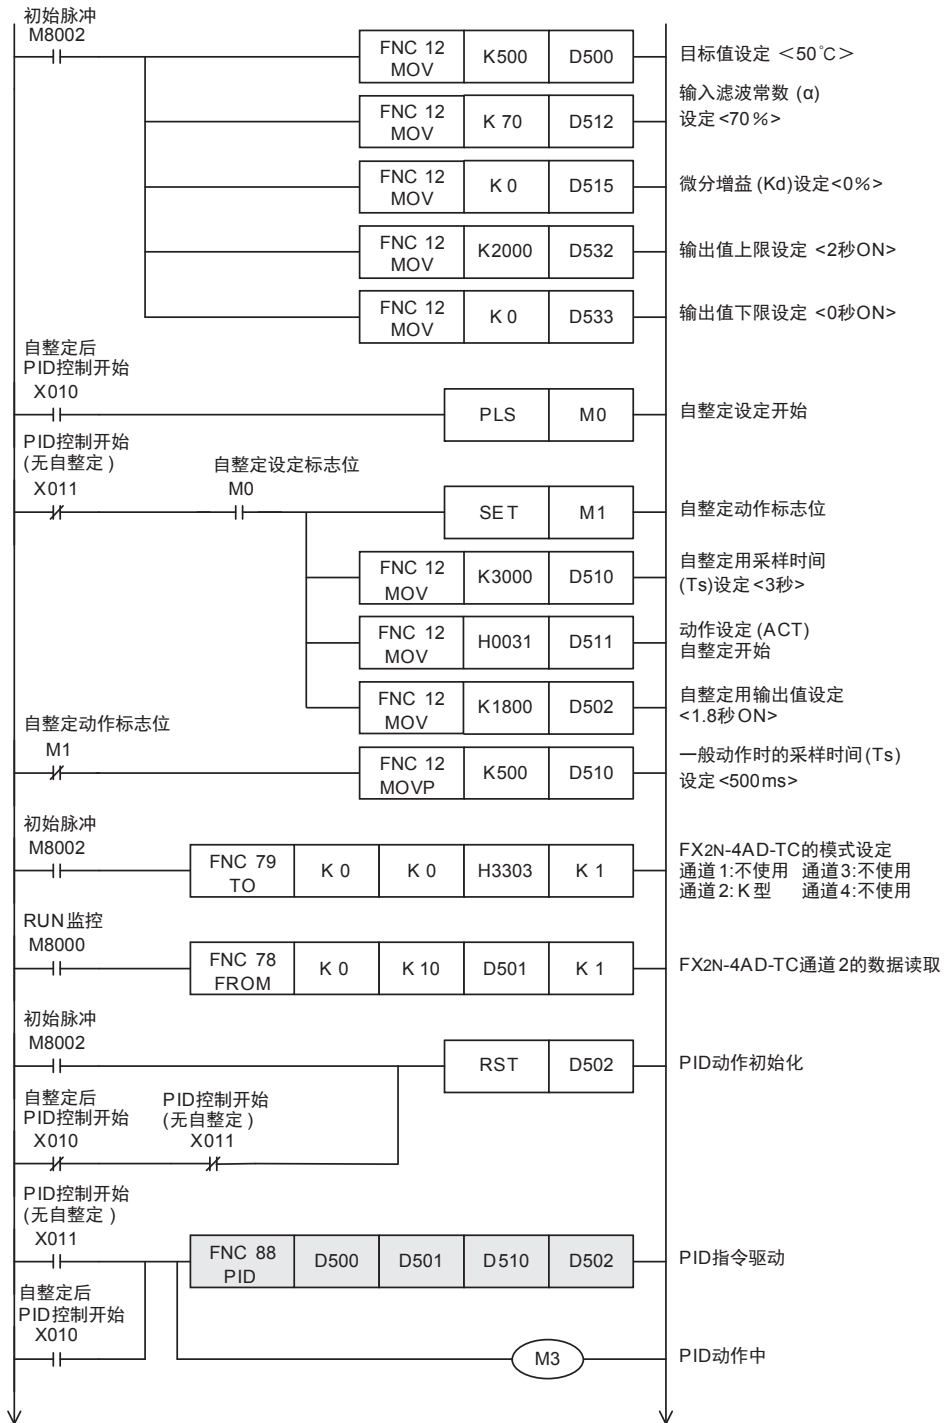 初始脉冲
M8002
FNC 12
MOV
K500
D500
目标值设定 ＜50℃＞
FNC 12
MOV
K 70
D512
输入滤波常数 (α)
设定<70%>
FNC 12
MOV
K 0
D515
微分增益 (Kd)设定<0%>
FNC 12
MOV
K2000
D532
输出值上限设定 <2秒ON>
FNC 12
MOV
K 0
D533
输出值下限设定 <0秒ON>
自整定后
PID控制开始
X010
PLS
M0
自整定设定开始
PID控制开始
(无自整定)
X011
自整定设定标志位
M0
SET
M1
自整定动作标志位
FNC 12
MOV
K3000
D510
自整定用采样时间
(Ts)设定<3秒>
FNC 12
MOV
H0031
D511
动作设定 (ACT)
自整定开始
FNC 12
MOV
K1800
D502
自整定用输出值设定
<1.8秒ON>
自整定动作标志位
M1
FNC 12
MOVP
K500
D510
一般动作时的采样时间(Ts)
设定<500ms>
初始脉冲
M8002
FNC 79
TO
K 0
K 0
H3303
K 1
FX2N-4AD-TC的模式设定
通道1:不使用 通道3:不使用
通道2:K型 通道4:不使用
RUN监控
M8000
FNC 78
FROM
K 0
K 10
D501
K 1
FX2N-4AD-TC通道2的数据读取
初始脉冲
M8002
RST
D502
PID动作初始化
自整定后
PID控制开始
X010
PID控制开始
(无自整定)
X011
PID控制开始
(无自整定)
X011
FNC 88
PID
D500
D501
D510
D502
PID指令驱动
自整定后
PID控制开始
X010
M3
PID动作中